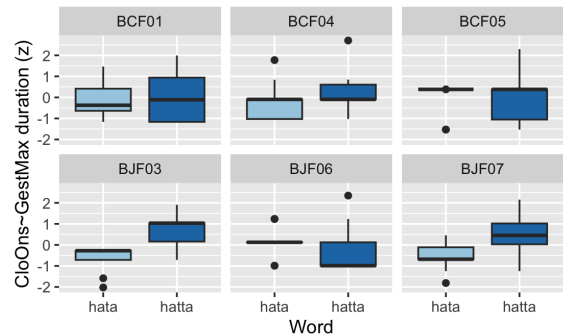 BCF01 BCF04 BCF05
2
1
0
-1
-2
BJF03 BJF06 BJF07
2
1
0
-1
-2
hata hatta hata hatta hata hatta
Word
CloOns~GestMax duration (z)